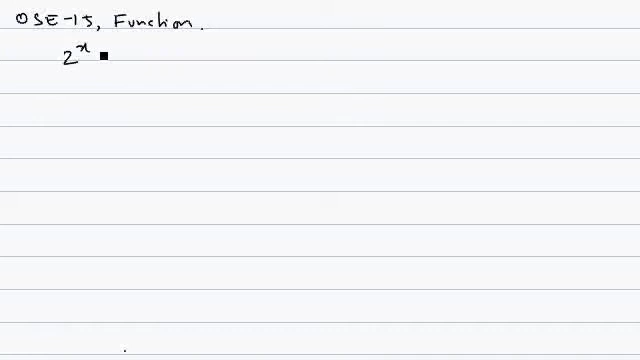 OSE-15, Function.
2^x